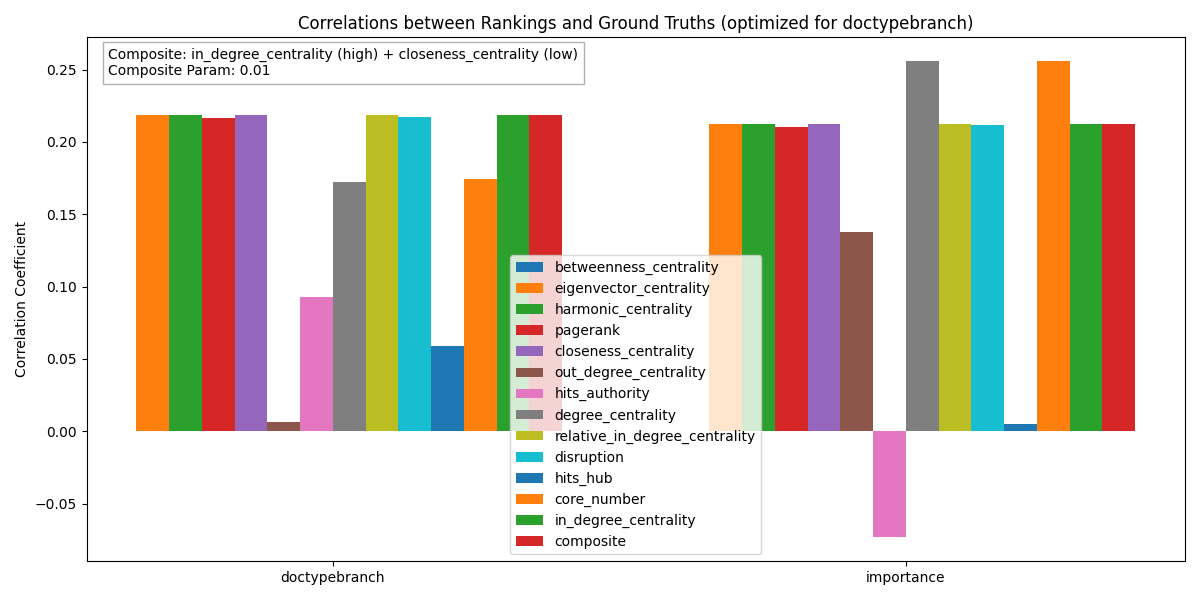 Correlations between Rankings and Ground Truths (optimized for doctypebranch)
Composite: in_degree_centrality (high) + closeness_centrality (low)
Composite Param: 0.01
Correlation Coefficient
0.25
0.20
0.15
0.10
0.05
0.00
−0.05
betweenness_centrality
eigenvector_centrality
harmonic_centrality
pagerank
closeness_centrality
out_degree_centrality
hits_authority
degree_centrality
relative_in_degree_centrality
disruption
hits_hub
core_number
in_degree_centrality
composite
doctypebranch
importance